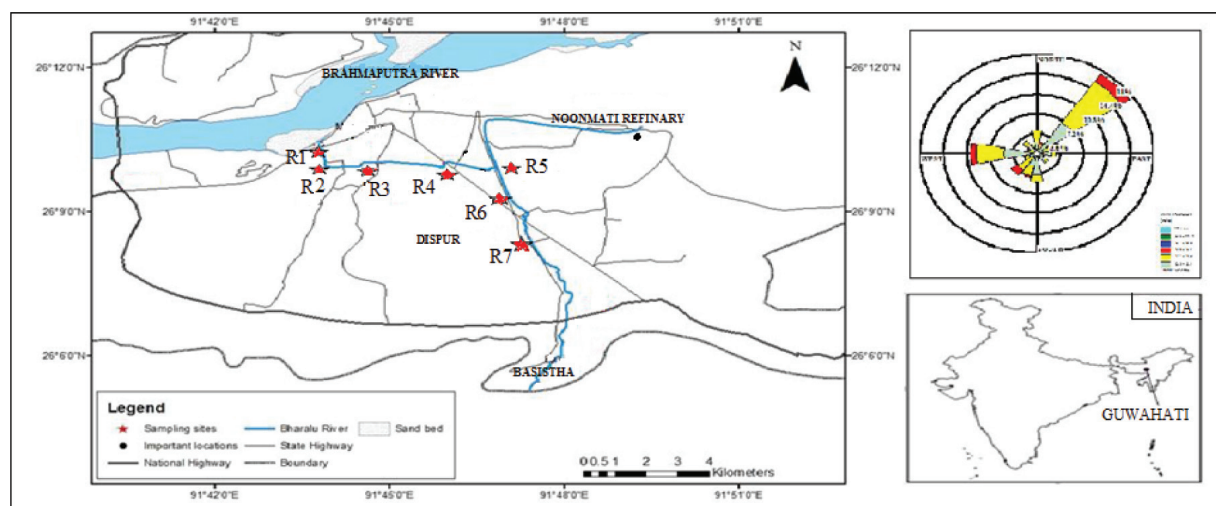 91°42'0"E 91°45'0"E 91°48'0"E 91°51'0"E
26°12'0"N 26°12'0"N
BRAHMAPUTRA RIVER
N
NOONMATI REFINARY
R1
R2
R3
R4
R5
R6
R7
26°9'0"N 26°9'0"N
DISPUR
26°6'0"N 26°6'0"N
BASISTHA
Legend
Sampling sites Bharalu River Sand bed
Important locations State Highway
National Highway Boundary
0 0.5 1 2 3 4
Kilometers
91°42'0"E 91°45'0"E 91°48'0"E 91°51'0"E
NORTH
WEST EAST
INDIA
GUWAHATI